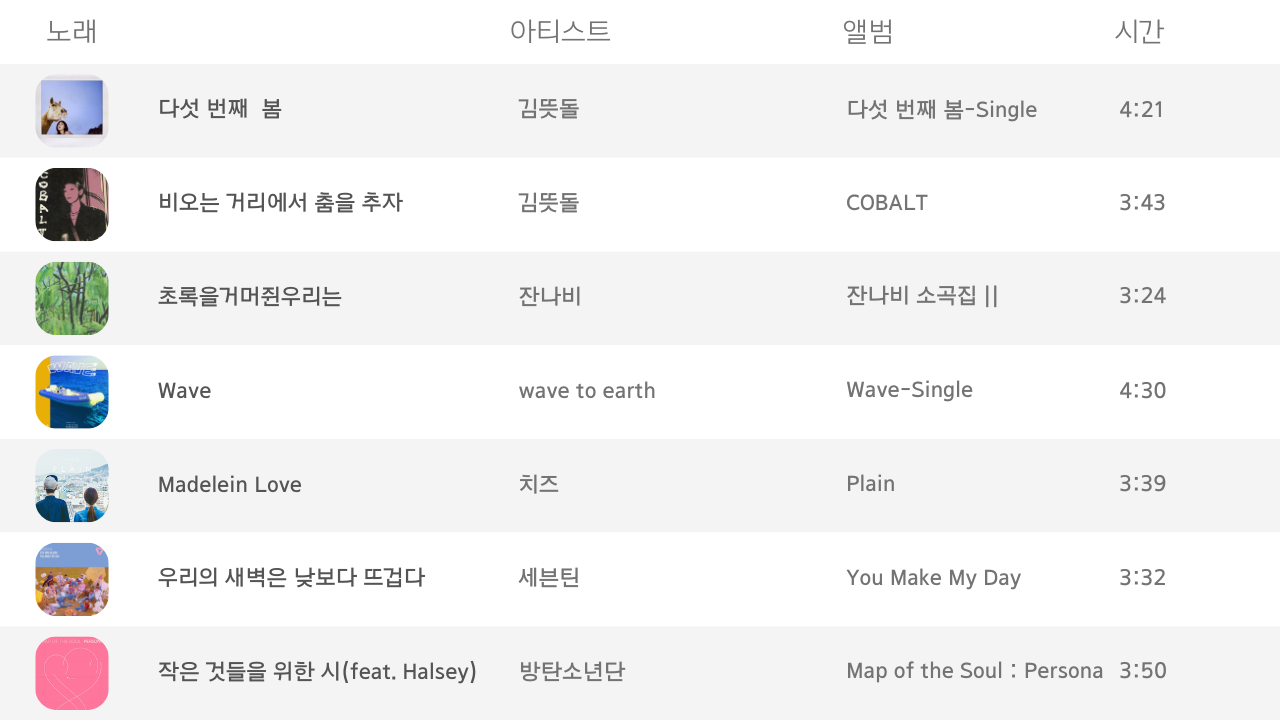 노래 아티스트 앨범 시간
다섯 번째 봄 김뜻돌 다섯 번째 봄-Single 4:21
비오는 거리에서 춤을 추자 김뜻돌 COBALT 3:43
초록을거머쥔우리는 잔나비 잔나비 소곡집 || 3:24
Wave wave to earth Wave-Single 4:30
Madelein Love 치즈 Plain 3:39
우리의 새벽은 낮보다 뜨겁다 세븐틴 You Make My Day 3:32
작은 것들을 위한 시(feat. Halsey) 방탄소년단 Map of the Soul : Persona 3:50